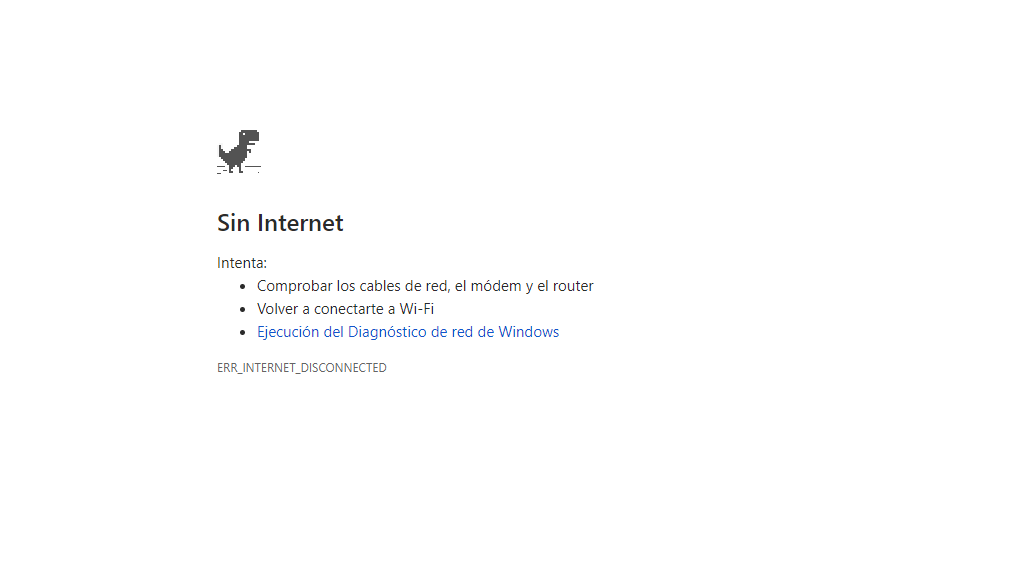 Sin Internet
Intenta:
Comprobar los cables de red, el módem y el router
Volver a conectarte a Wi-Fi
Ejecución del Diagnóstico de red de Windows
ERR_INTERNET_DISCONNECTED